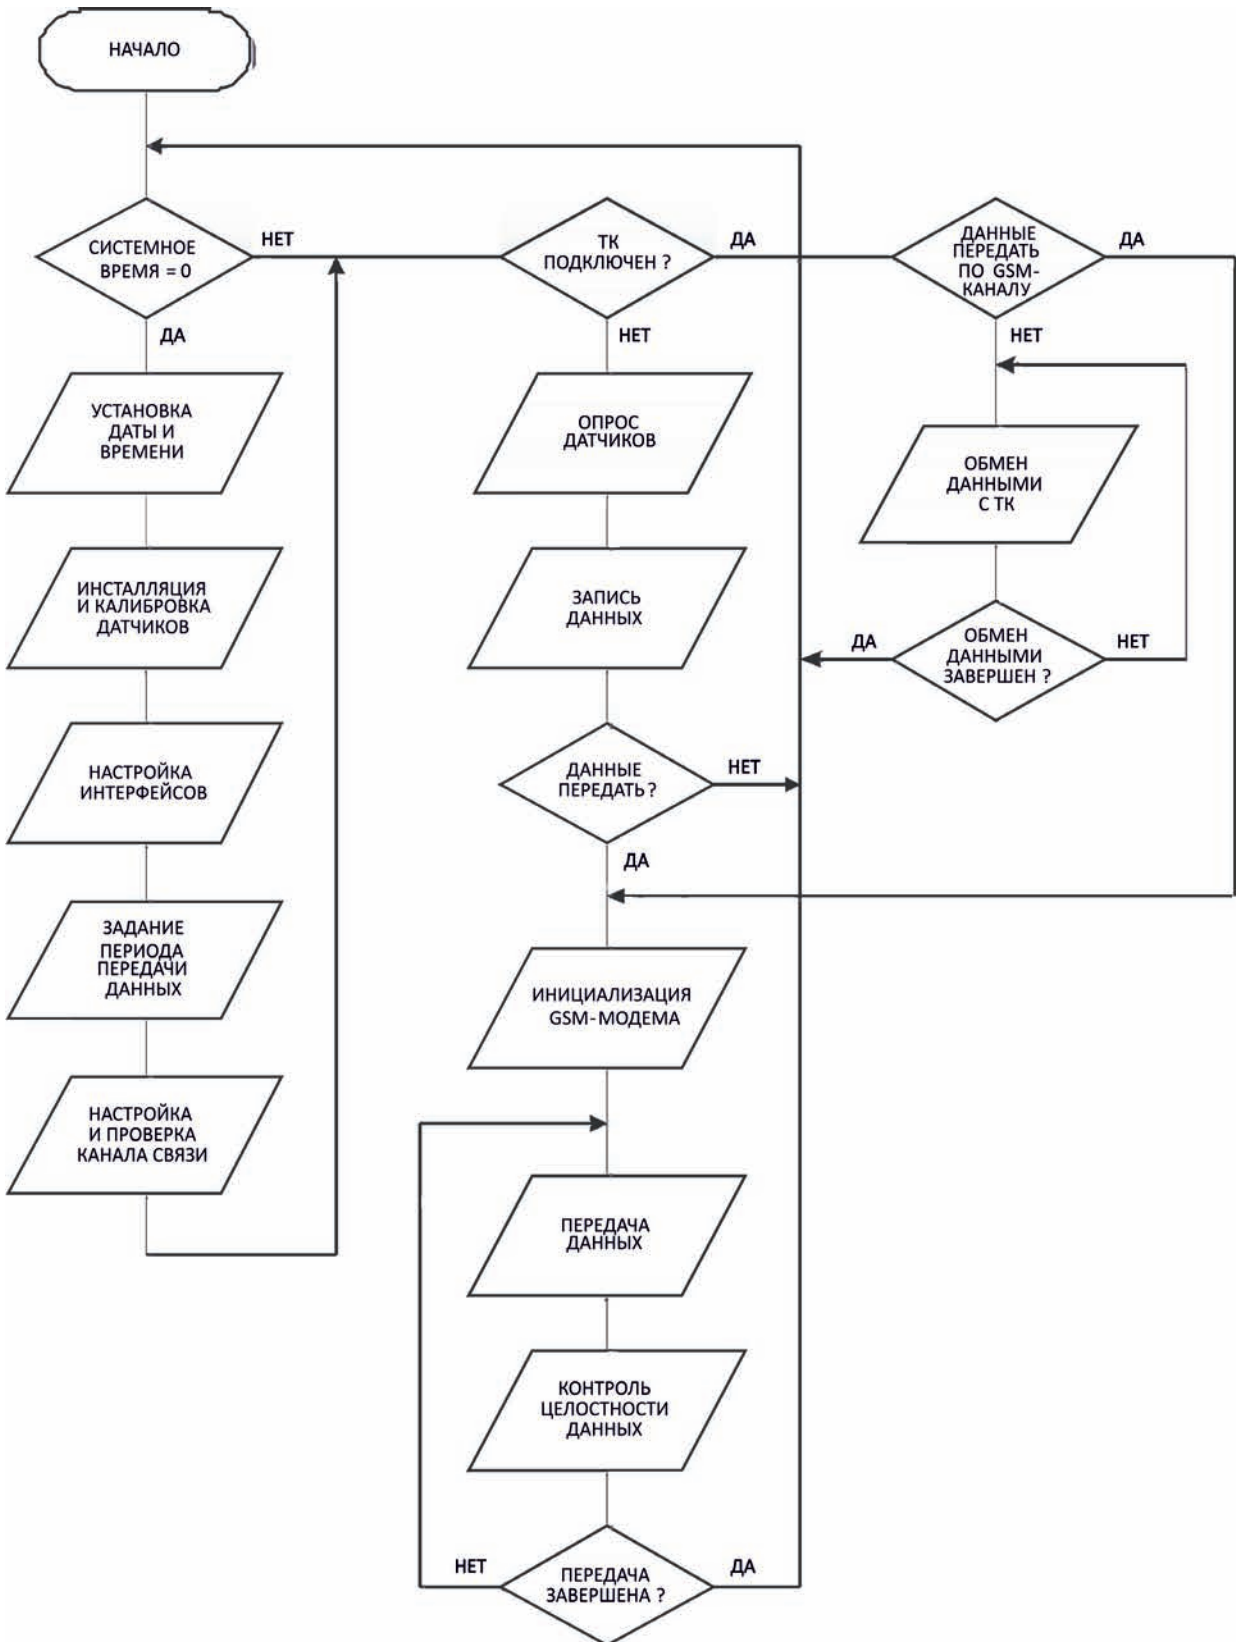 НАЧАЛО
СИСТЕМНОЕ
ВРЕМЯ = 0
НЕТ
ДА
УСТАНОВКА
ДАТЫ И
ВРЕМЕНИ
ИНСТАЛЛЯЦИЯ
И КАЛИБРОВКА
ДАТЧИКОВ
НАСТРОЙКА
ИНТЕРФЕЙСОВ
ЗАДАНИЕ
ПЕРИОДА
ПЕРЕДАЧИ
ДАННЫХ
НАСТРОЙКА
И ПРОВЕРКА
КАНАЛА СВЯЗИ
ТК
ПОДКЛЮЧЕН ?
ДА
НЕТ
ОПРОС
ДАТЧИКОВ
ЗАПИСЬ
ДАННЫХ
ДАННЫЕ
ПЕРЕДАТЬ ?
НЕТ
ДА
ИНИЦИАЛИЗАЦИЯ
GSM-МОДЕМА
ПЕРЕДАЧА
ДАННЫХ
КОНТРОЛЬ
ЦЕЛОСТНОСТИ
ДАННЫХ
НЕТ
ПЕРЕДАЧА
ЗАВЕРШЕНА ?
ДА
ДАННЫЕ
ПЕРЕДАТЬ
ПО GSM-
КАНАЛУ
ДА
НЕТ
ОБМЕН
ДАННЫМИ
С ТК
ДА
ОБМЕН
ДАННЫМИ
ЗАВЕРШЕН ?
НЕТ